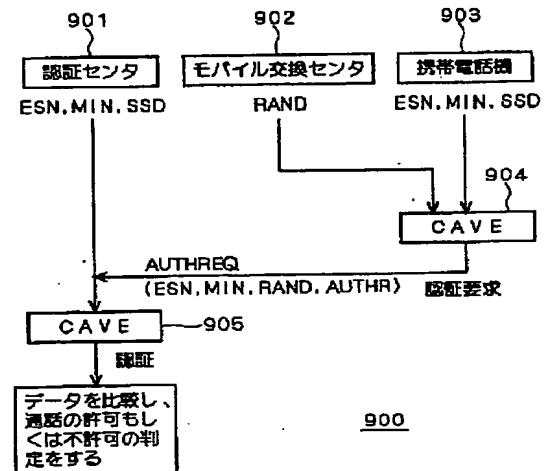 901
902
903
認証センタ
モバイル交換センタ
携帯電話機
ESN.MIN.SSD
RAND
ESN.MIN.SSD
904
CAVE
AUTHREQ
(ESN.MIN.RAND.AUTHR)
認証要求
CAVE
905
認証
データを比較し、
通話の許可もし
くは不許可の判
定をする
900